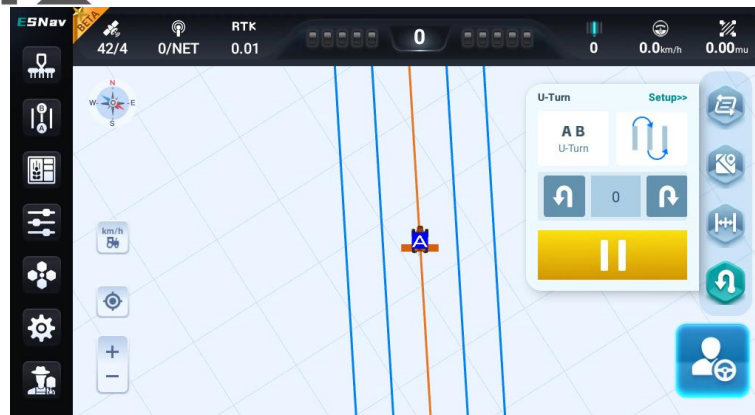 ESNav
BETA
42/4
0/NET
RTK
0.01
0
0
0.0km/h
0.00mu
N
W
E
S
km/h
U-Turn
Setup>>
A B
U-Turn
0
A
B
A
+
−